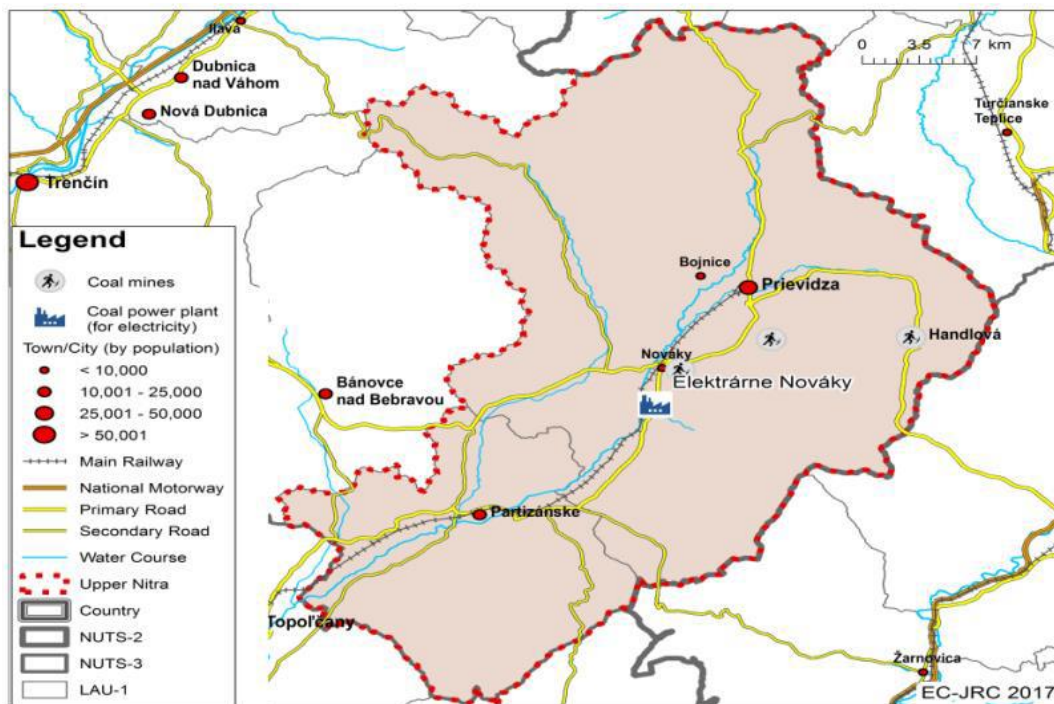 Ilava
0 3.5 7 km
Dubnica
nad Váhom
Nová Dubnica
Turčianske
Teplice
Trenčín
Legend
Coal mines
Coal power plant
(for electricity)
Town/City (by population)
< 10,000
10,001 - 25,000
25,001 - 50,000
> 50,001
Main Railway
National Motorway
Primary Road
Secondary Road
Water Course
Upper Nitra
Country
NUTS-2
NUTS-3
LAU-1
Bojnice
Prievidza
Handlová
Nováky
Elektrárne Nováky
Bánovce
nad Bebravou
Partizánske
Topoľčany
Žarnovica
EC-JRC 2017